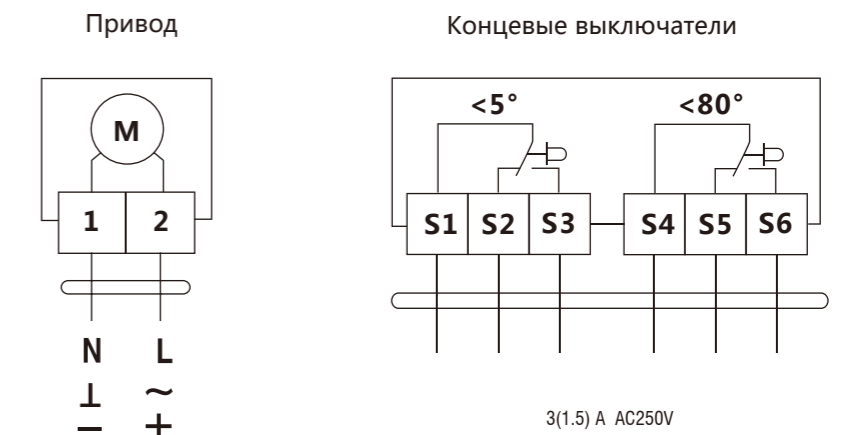 Привод
Концевые выключатели
M
1 2
N L
⊥ ~
− +
<5° <80°
S1 S2 S3 S4 S5 S6
3(1.5) A AC250V